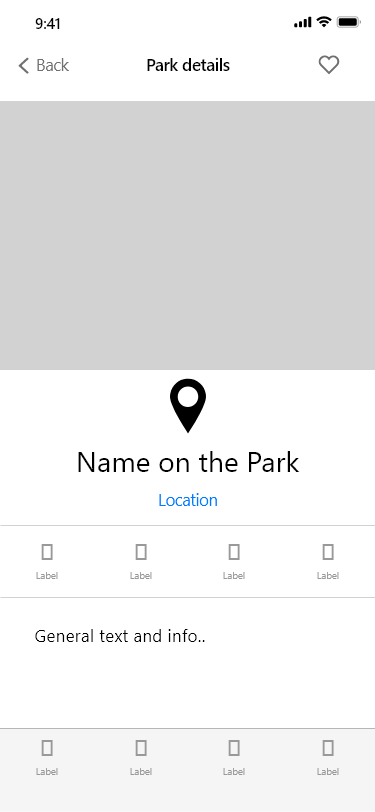 9:41
Back
Park details
Name on the Park
Location
Label Label Label Label
General text and info..
Label Label Label Label